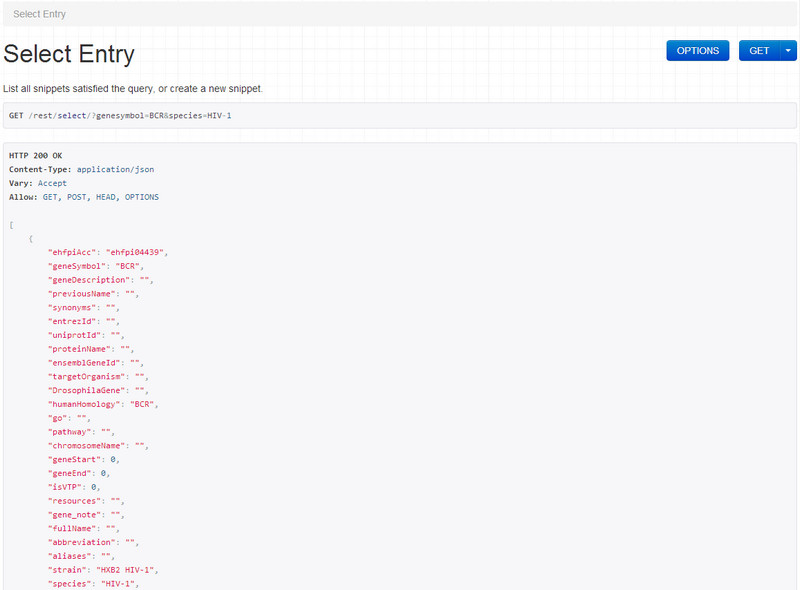 Select Entry
Select Entry
OPTIONS
GET
List all snippets satisfied the query, or create a new snippet.
GET /rest/select/?genesymbol=BCR&species=HIV-1
HTTP 200 OK
Content-Type: application/json
Vary: Accept
Allow: GET, POST, HEAD, OPTIONS
[
{
"ehfpiAcc": "ehfpi04439",
"geneSymbol": "BCR",
"geneDescription": "",
"previousName": "",
"synonyms": "",
"entrezId": "",
"uniprotId": "",
"proteinName": "",
"ensemblGeneId": "",
"targetOrganism": "",
"DrosophilaGene": "",
"humanHomology": "BCR",
"go": "",
"pathway": "",
"chromosomeName": "",
"geneStart": 0,
"geneEnd": 0,
"isVTP": 0,
"resources": "",
"gene_note": "",
"fullName": "",
"abbreviation": "",
"aliases": "",
"strain": "HXB2 HIV-1",
"species": "HIV-1",